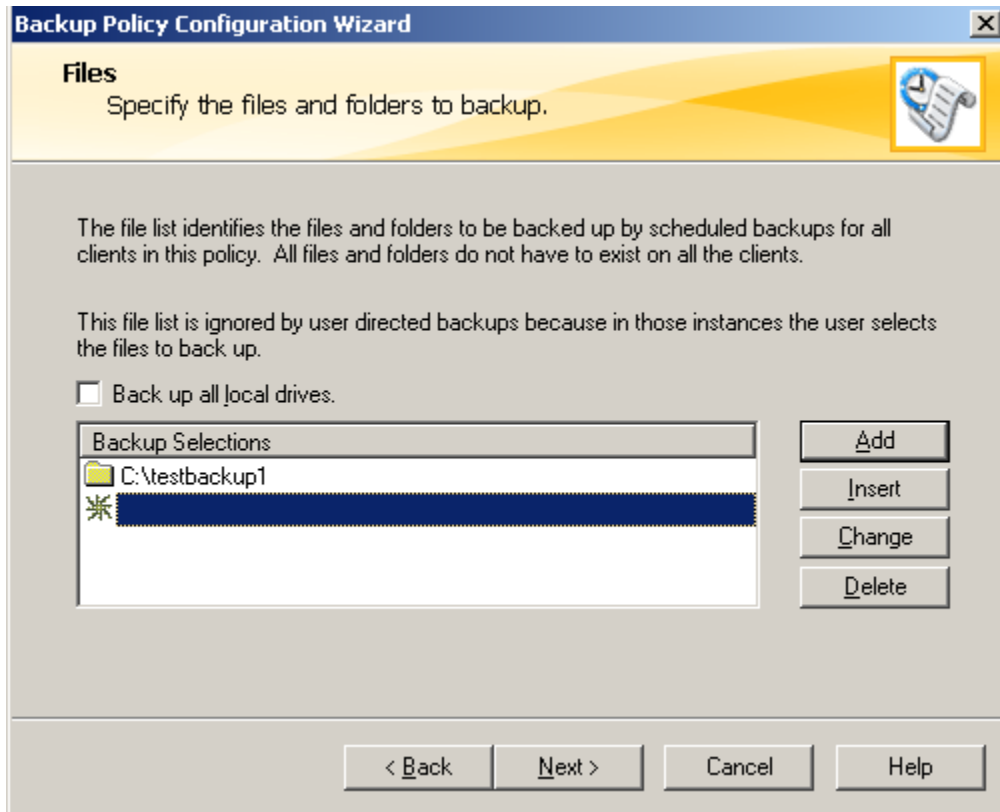 Backup Policy Configuration Wizard
Files
Specify the files and folders to backup.
The file list identifies the files and folders to be backed up by scheduled backups for all
clients in this policy.  All files and folders do not have to exist on all the clients.
This file list is ignored by user directed backups because in those instances the user selects
the files to back up.
Back up all local drives.
Backup Selections
C:\testbackup1
Add
Insert
Change
Delete
< Back
Next >
Cancel
Help